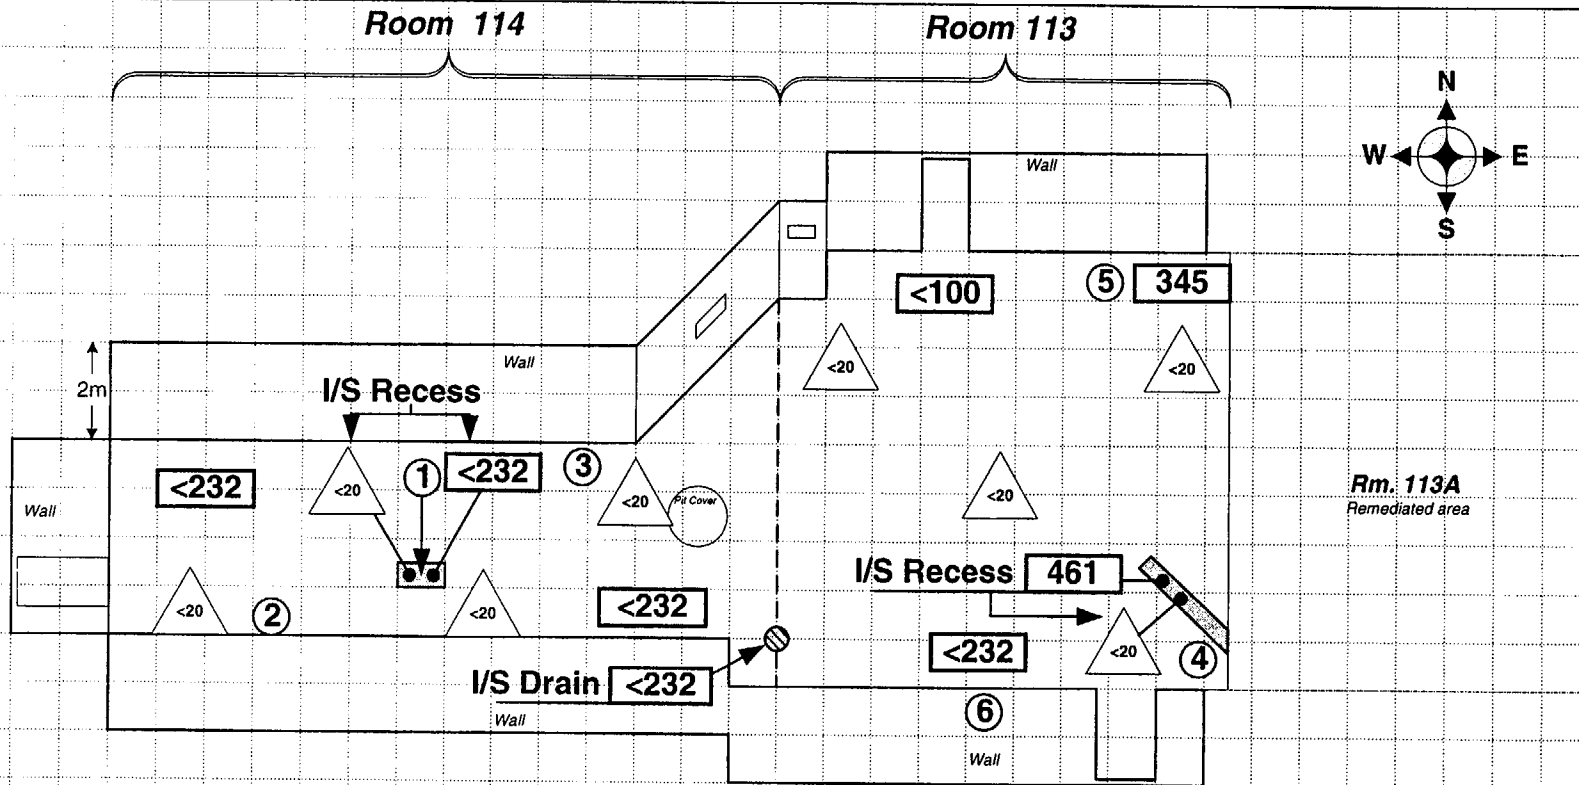 Room 114
Room 113
N
W E
S
Wall
<100
5 345
2m
Wall
I/S Recess
<20
<20
<232
<20
1
<232
3
<20
Pit Cover
<20
Wall
Rm. 113A
Remediated area
I/S Recess 461
<20
2
<20
<232
<232
<20
4
I/S Drain <232
Wall
6
Wall